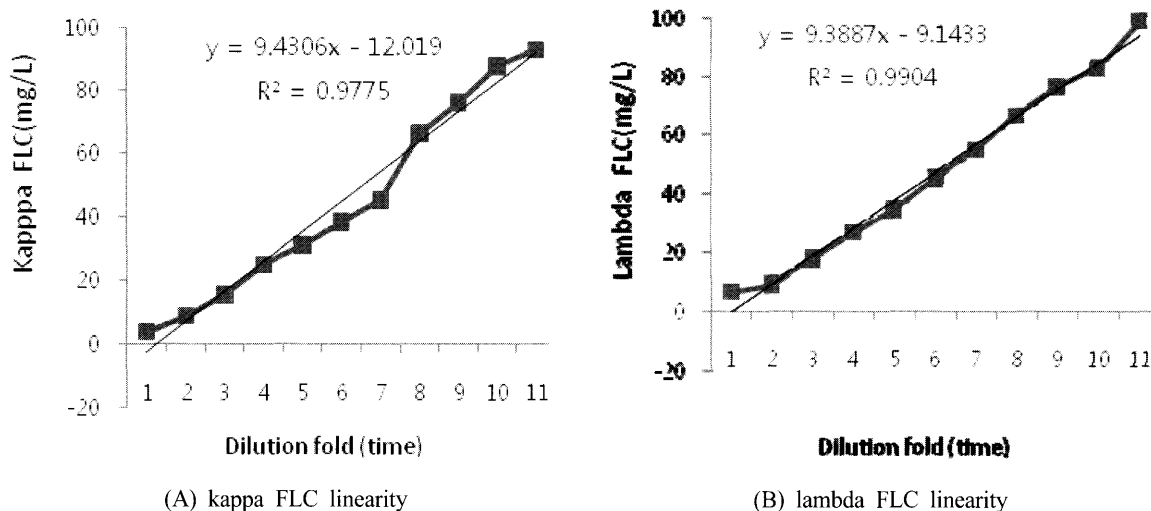 y = 9.4306x - 12.019
R² = 0.9775
Kapppa FLC(mg/L)
100
80
60
40
20
0
-20
1 2 3 4 5 6 7 8 9 10 11
Dilution fold (time)
(A) kappa FLC linearity
y = 9.3887x - 9.1433
R² = 0.9904
Lambda FLC(mg/L)
100
80
60
40
20
0
-20
1 2 3 4 5 6 7 8 9 10 11
Dilution fold (time)
(B) lambda FLC linearity